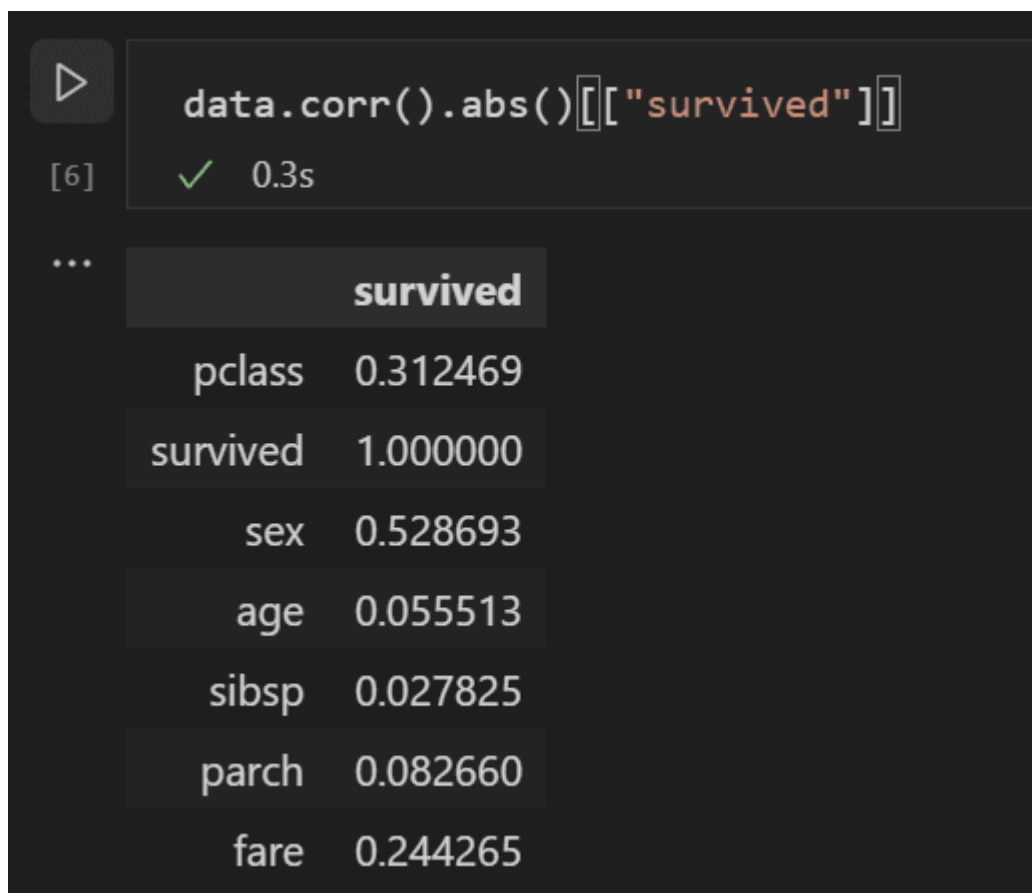 data.corr().abs()[["survived"]]
[6] ✓ 0.3s
...
survived
pclass 0.312469
survived 1.000000
sex 0.528693
age 0.055513
sibsp 0.027825
parch 0.082660
fare 0.244265